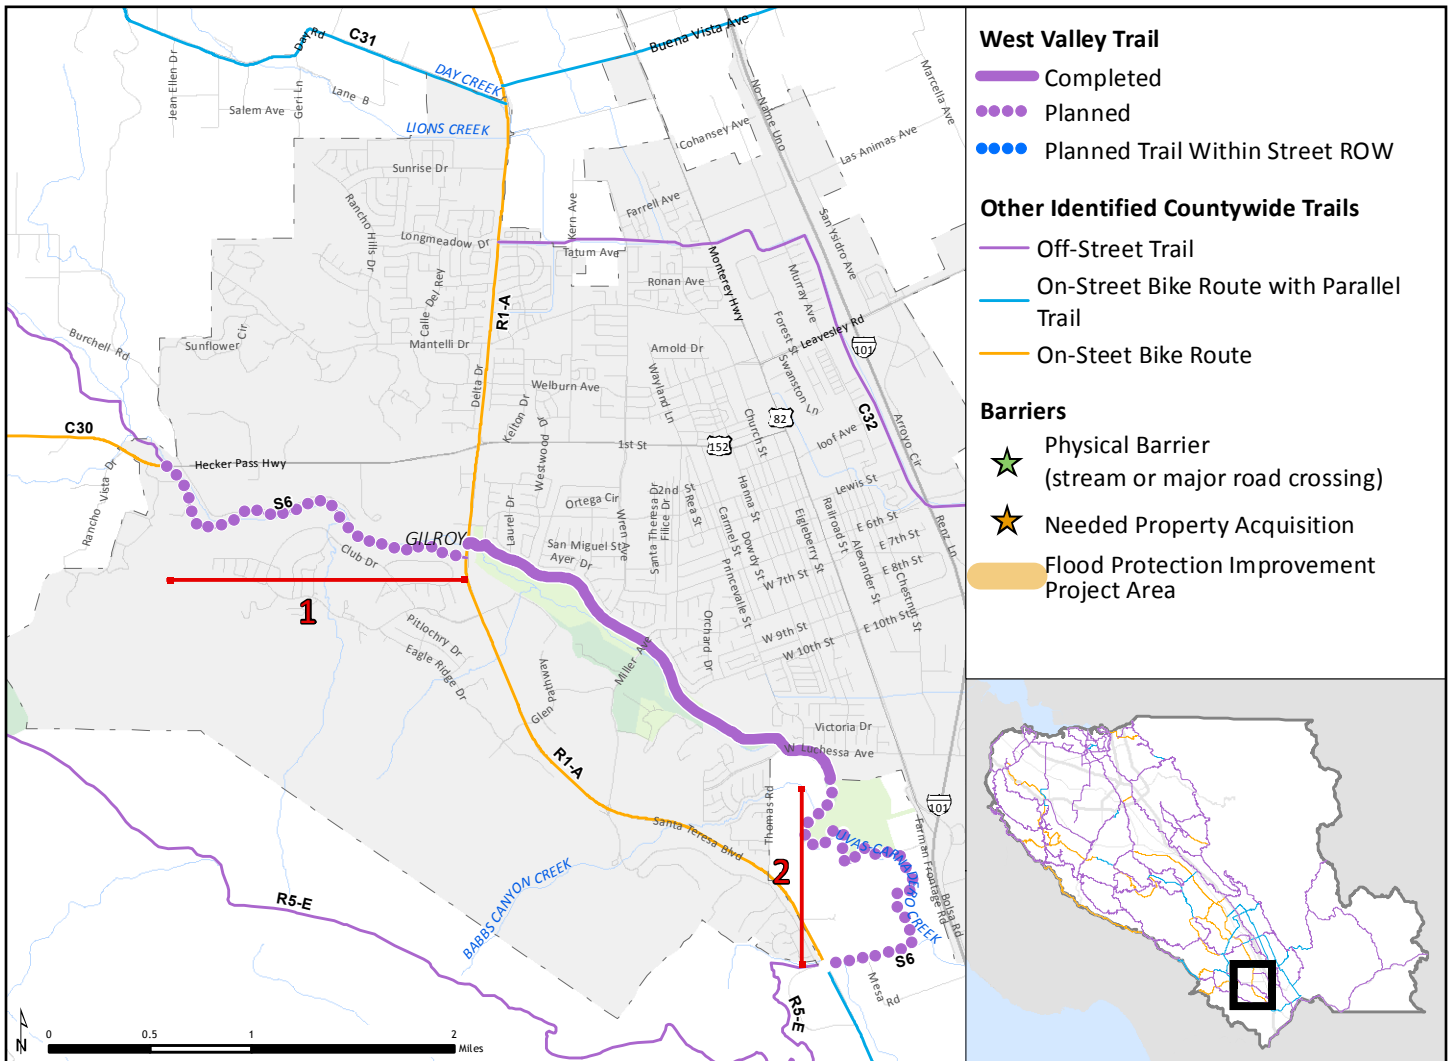 West Valley Trail
Completed
Planned
Planned Trail Within Street ROW
Other Identified Countywide Trails
Off-Street Trail
On-Street Bike Route with Parallel
Trail
On-Steet Bike Route
Barriers
Physical Barrier
(stream or major road crossing)
Needed Property Acquisition
Flood Protection Improvement
Project Area
Day Rd
C31
Buena Vista Ave
Jean Ellen Dr
Geri Ln
Lane B
Salem Ave
DAY CREEK
LIONS CREEK
No-Name Uno
Marcella Ave
Cohansey Ave
Las Animas Ave
Sunrise Dr
Rancho Hills Dr
Longmeadow Dr
Kern Ave
Farrell Ave
Tatum Ave
San Ysidro Ave
Monterey Hwy
Ronan Ave
Murray Ave
Calle Del Rey
R1-A
Forest St
Leavesley Rd
101
Burchell Rd
Sunflower Cir
Mantelli Dr
Arnold Dr
Swanston Ln
Delta Dr
Welburn Ave
Wayland Ln
Kelton Dr
Westwood Dr
Church St
82
C32
Arroyo Cir
C30
Hecker Pass Hwy
1st St
152
Ioof Ave
Rancho Vista Dr
S6
Laurel Dr
Ortega Cir
2nd St
Wren Ave
Santa Theresa Dr
Filice Dr
Rea St
Hanna St
Lewis St
Carmel St
Dowdy St
Eigleberry St
Railroad St
E 6th St
E 7th St
E 8th St
Alexander St
Chestnut St
Renz Ln
GILROY
Club Dr
San Miguel St
Ayer Dr
Princevalle St
W 7th St
1
Pitlochry Dr
Eagle Ridge Dr
Glen Pathway
Miller Ave
Orchard Dr
W 9th St
W 10th St
E 10th St
Victoria Dr
W Luchessa Ave
R1-A
Thomas Rd
101
Santa Teresa Blvd
UVAS-CARNADERO CREEK
Farman Frontage Rd
Bolsa Rd
2
BABBS CANYON CREEK
R5-E
S6
Mesa Rd
R5-E
N
0 0.5 1 2
Miles